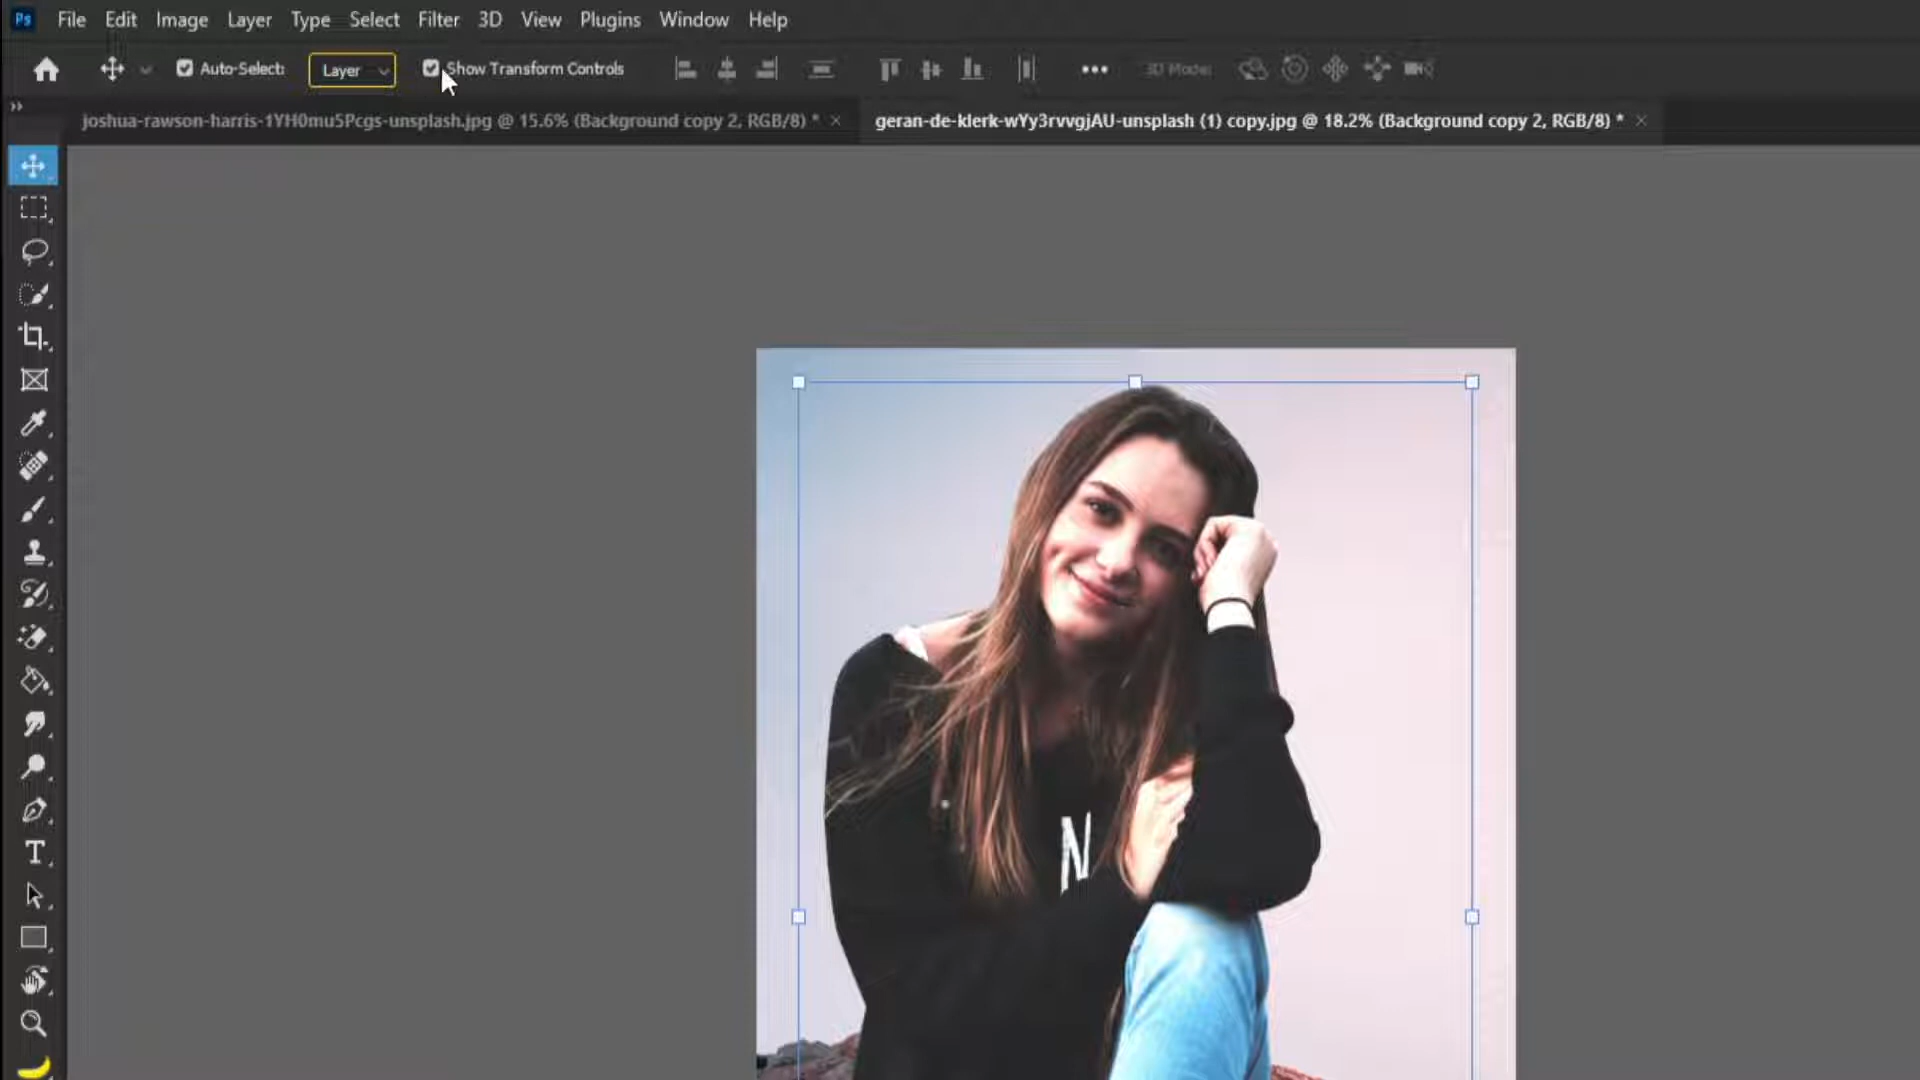 Ps File Edit Image Layer Type Select Filter 3D View Plugins Window Help
Auto-Select: Layer Show Transform Controls ••• 3D Mode:
joshua-rawson-harris-1YH0mu5Pcgs-unsplash.jpg @ 15.6% (Background copy 2, RGB/8) * × geran-de-klerk-wYy3rvvgjAU-unsplash (1) copy.jpg @ 18.2% (Background copy 2, RGB/8) * ×
N
T